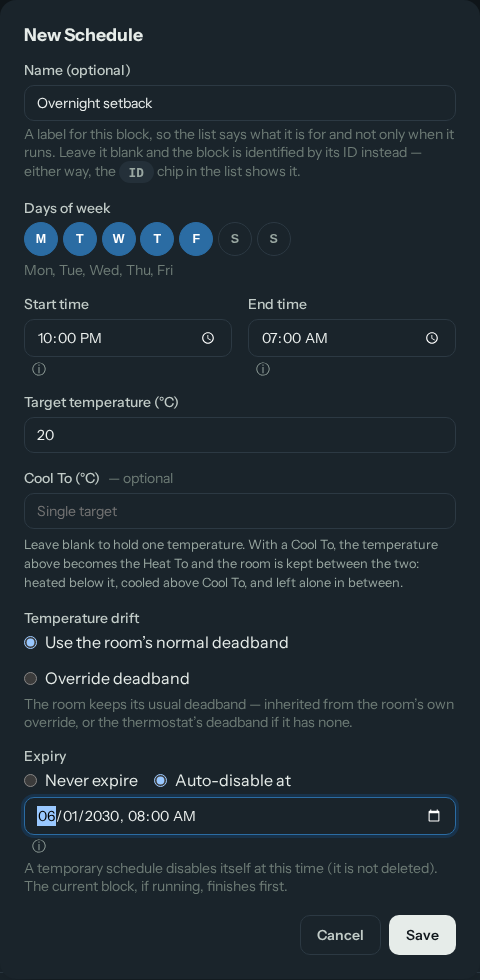 New Schedule
Name (optional)
Overnight setback
A label for this block, so the list says what it is for and not only when it
runs. Leave it blank and the block is identified by its ID instead —
either way, the ID chip in the list shows it.
Days of week
M T W T F S S
Mon, Tue, Wed, Thu, Fri
Start time End time
10:00 PM 07:00 AM
ⓘ ⓘ
Target temperature (°C)
20
Cool To (°C) — optional
Single target
Leave blank to hold one temperature. With a Cool To, the temperature
above becomes the Heat To and the room is kept between the two:
heated below it, cooled above Cool To, and left alone in between.
Temperature drift
Use the room's normal deadband
Override deadband
The room keeps its usual deadband — inherited from the room's own
override, or the thermostat's deadband if it has none.
Expiry
Never expire Auto-disable at
06/01/2030, 08:00 AM
ⓘ
A temporary schedule disables itself at this time (it is not deleted).
The current block, if running, finishes first.
Cancel Save